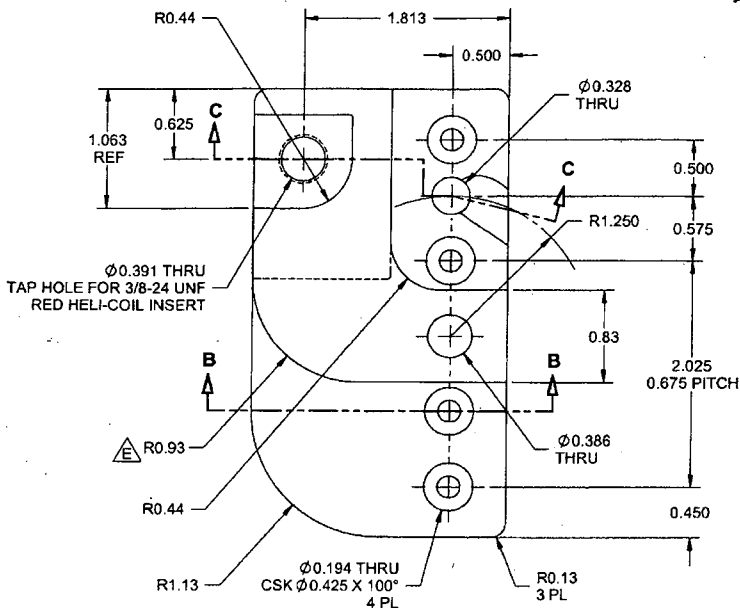 R0.44
1.813
0.500
Ø0.328
THRU
C
0.625
1.063
REF
0.500
C
0.575
R1.250
Ø0.391 THRU
TAP HOLE FOR 3/8-24 UNF
RED HELI-COIL INSERT
0.83
B
B
2.025
0.675 PITCH
E R0.93
Ø0.386
THRU
R0.44
0.450
R1.13
Ø0.194 THRU
CSK Ø0.425 X 100°
4 PL
R0.13
3 PL